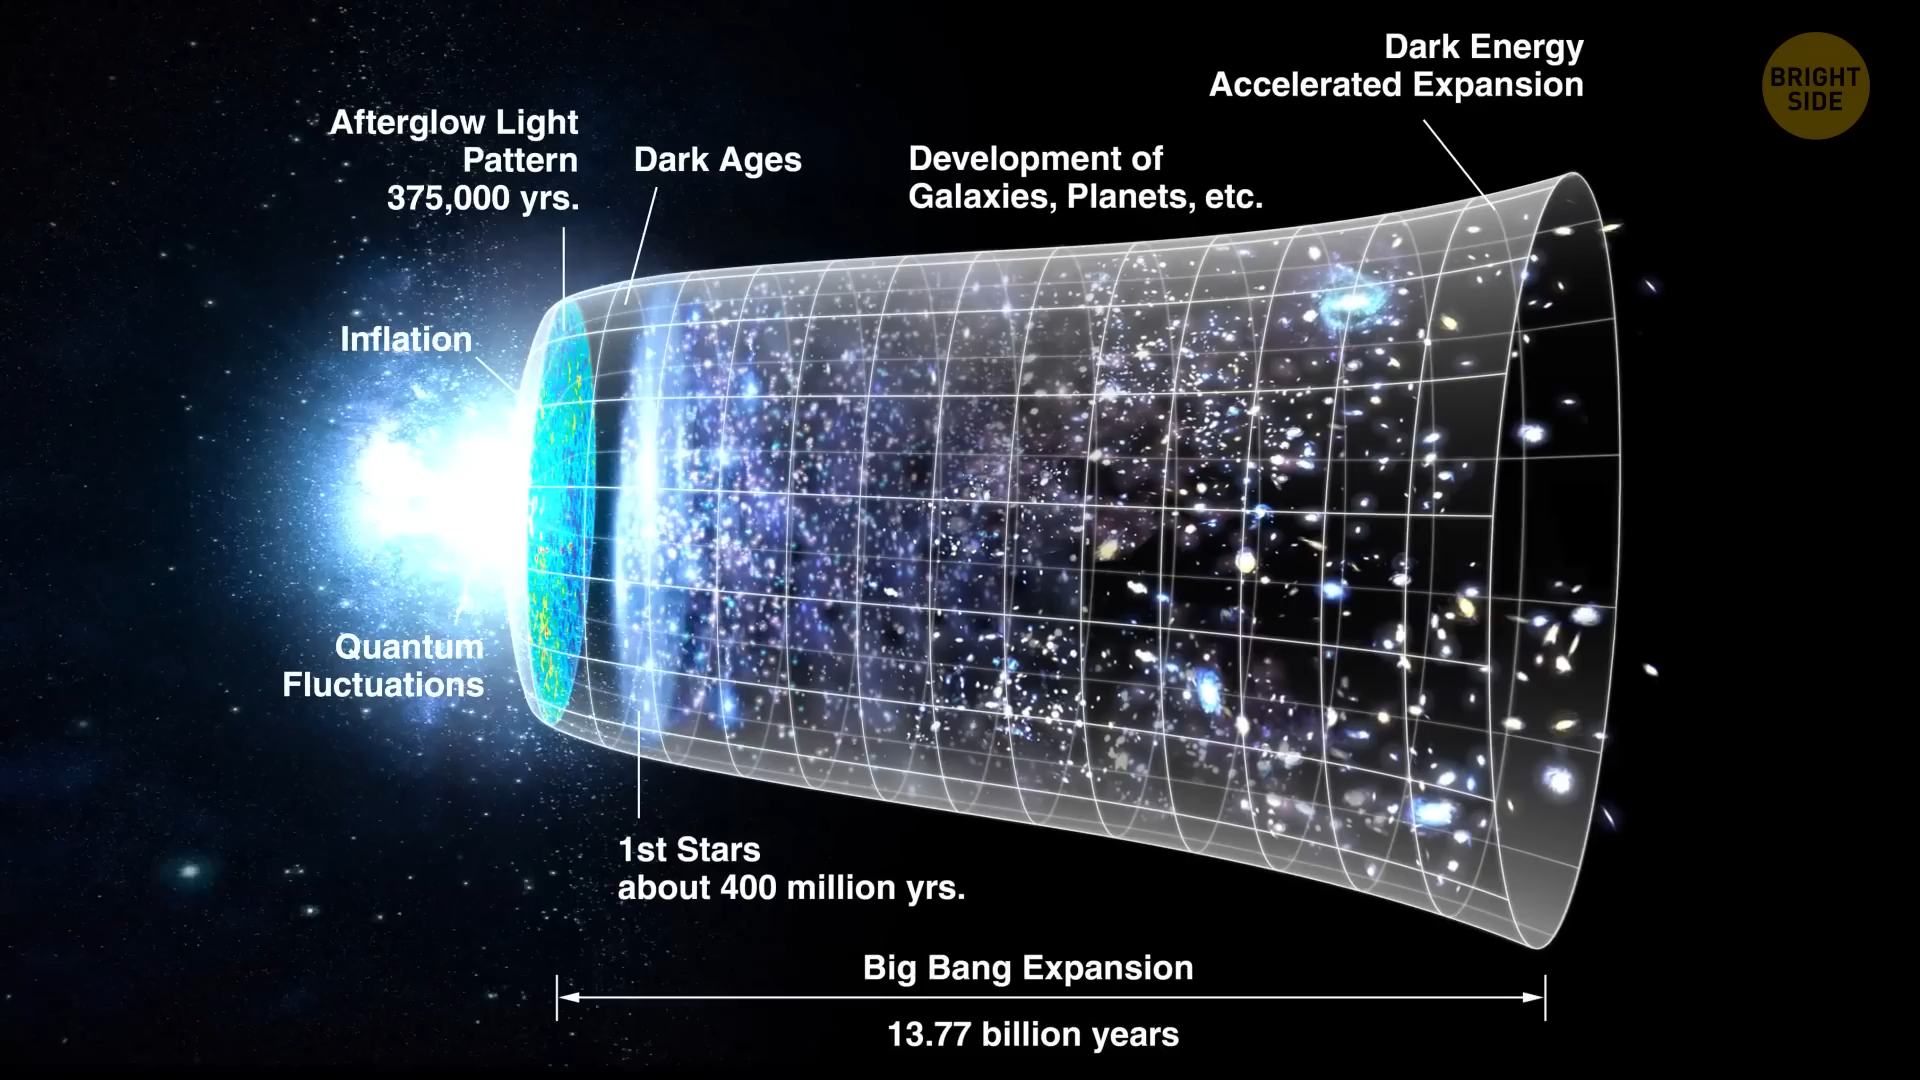 Dark Energy
Accelerated Expansion
BRIGHT
SIDE
Afterglow Light
Pattern
375,000 yrs.
Dark Ages
Development of
Galaxies, Planets, etc.
Inflation
Quantum
Fluctuations
1st Stars
about 400 million yrs.
Big Bang Expansion
13.77 billion years